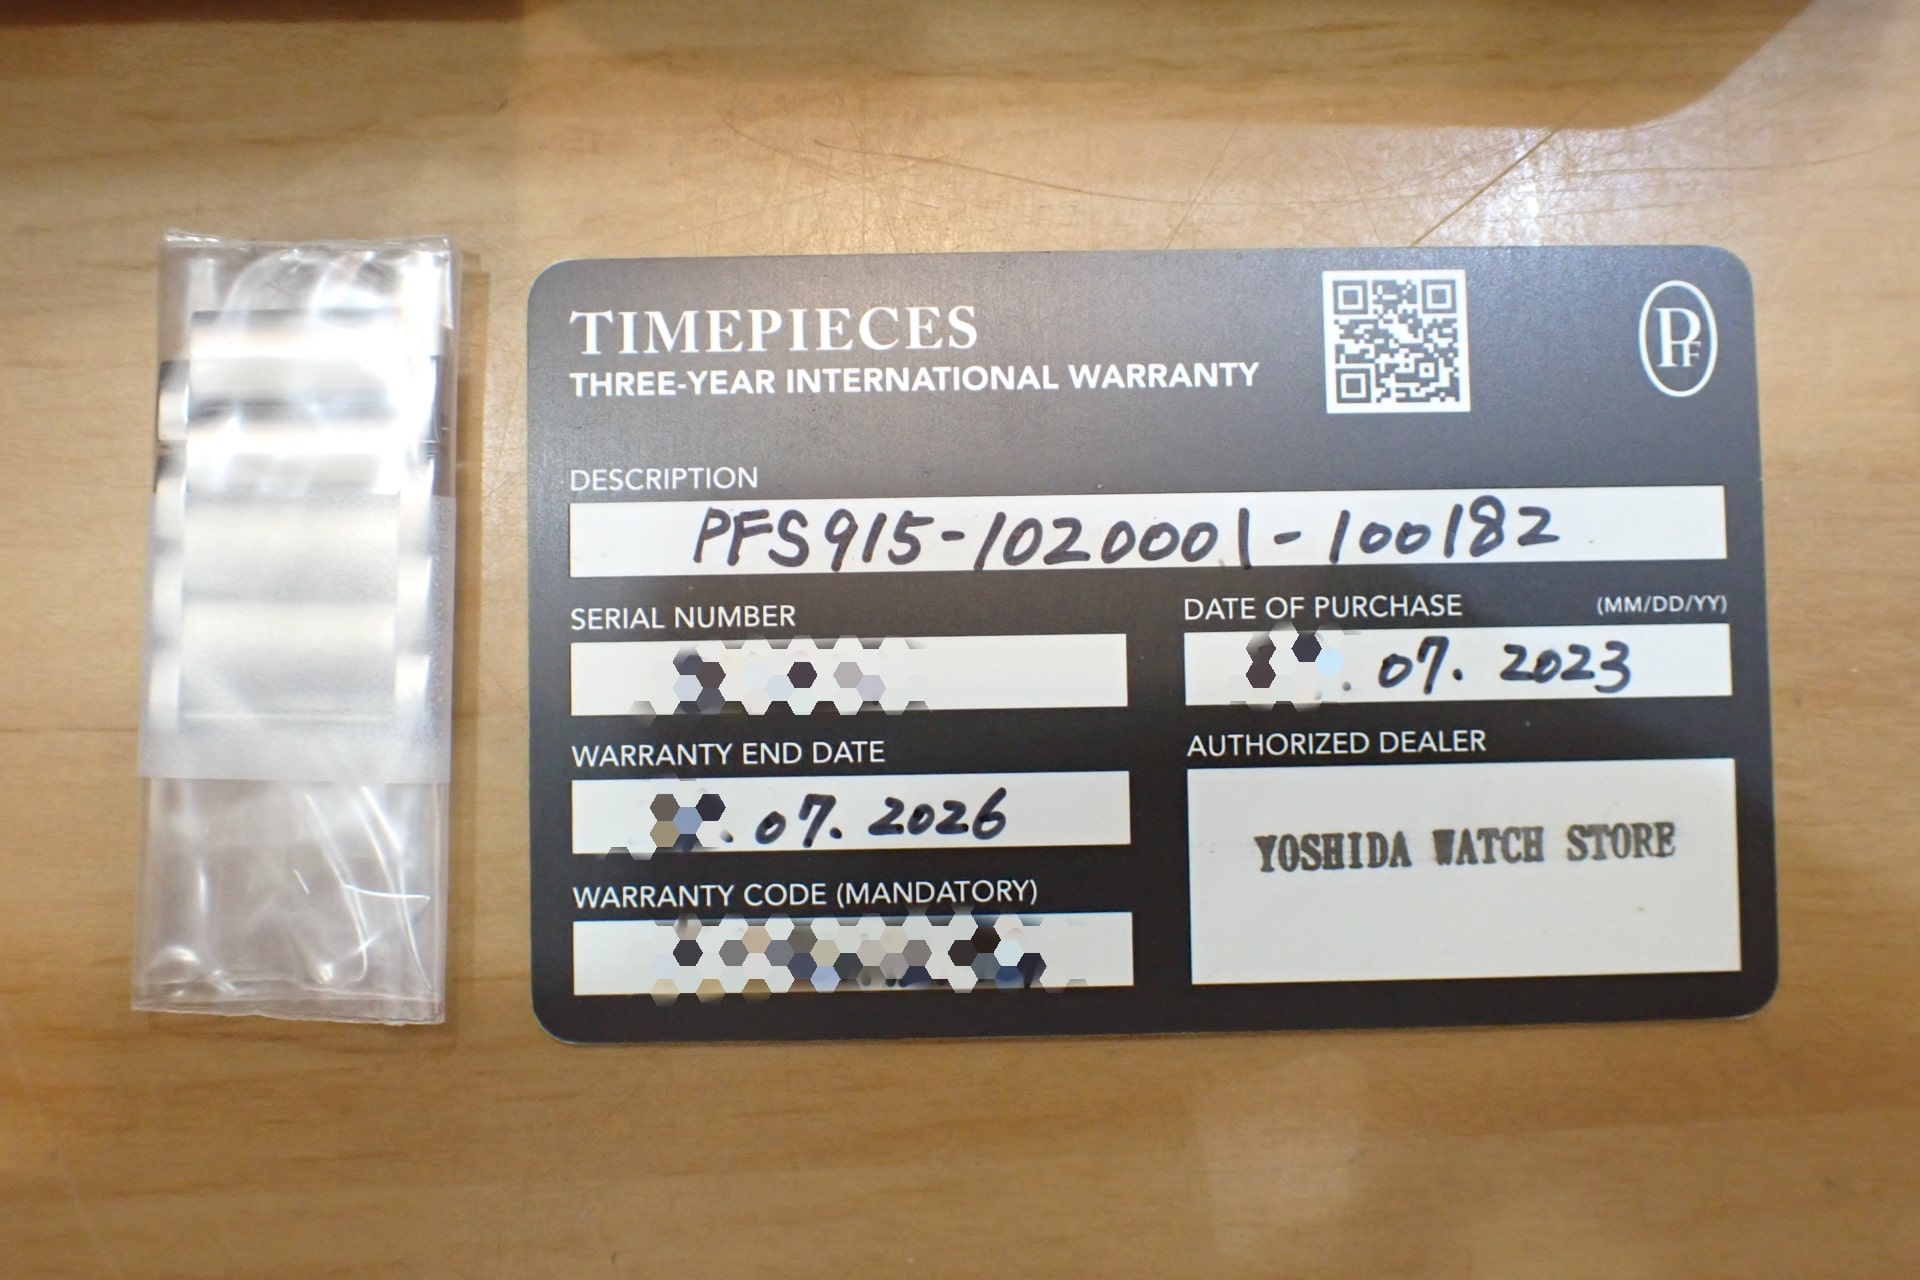 TIMEPIECES
THREE-YEAR INTERNATIONAL WARRANTY
PF
DESCRIPTION
PFS915-1020001-100182
SERIAL NUMBER
DATE OF PURCHASE (MM/DD/YY)
. 07. 2023
WARRANTY END DATE
. 07. 2026
AUTHORIZED DEALER
YOSHIDA WATCH STORE
WARRANTY CODE (MANDATORY)